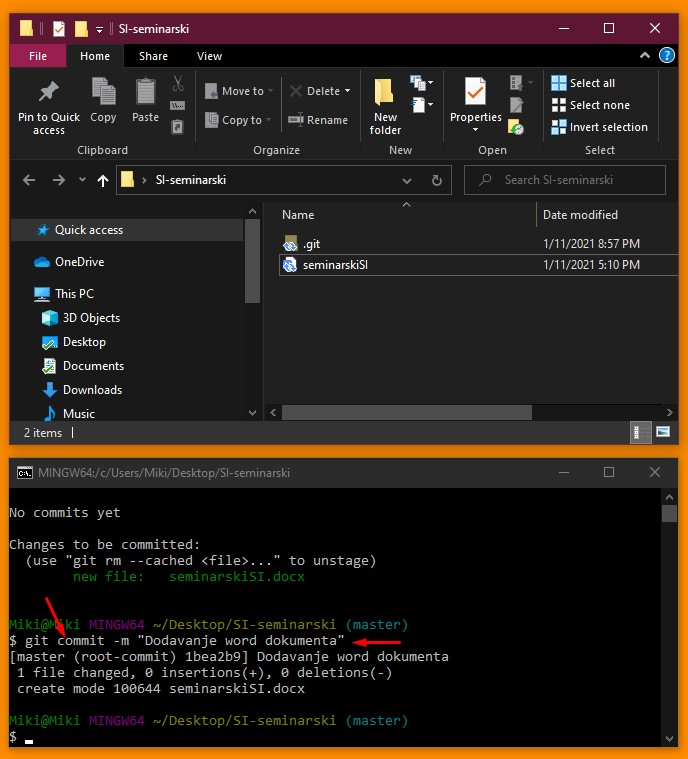 SI-seminarski
File Home Share View
Pin to Quick access
Copy
Paste
Move to
Copy to
Delete
Rename
New folder
Properties
Select all
Select none
Invert selection
Clipboard Organize New Open Select
SI-seminarski
Search SI-seminarski
Name Date modified
Quick access
OneDrive
This PC
3D Objects
Desktop
Documents
Downloads
Music
.git 1/11/2021 8:57 PM
seminarskiSI 1/11/2021 5:10 PM
2 items
MINGW64:/c/Users/Miki/Desktop/SI-seminarski
No commits yet
Changes to be committed:
(use "git rm --cached <file>..." to unstage)
new file: seminarskiSI.docx
Miki@Miki MINGW64 ~/Desktop/SI-seminarski (master)
$ git commit -m "Dodavanje word dokumenta"
[master (root-commit) 1bea2b9] Dodavanje word dokumenta
1 file changed, 0 insertions(+), 0 deletions(-)
create mode 100644 seminarskiSI.docx
Miki@Miki MINGW64 ~/Desktop/SI-seminarski (master)
$